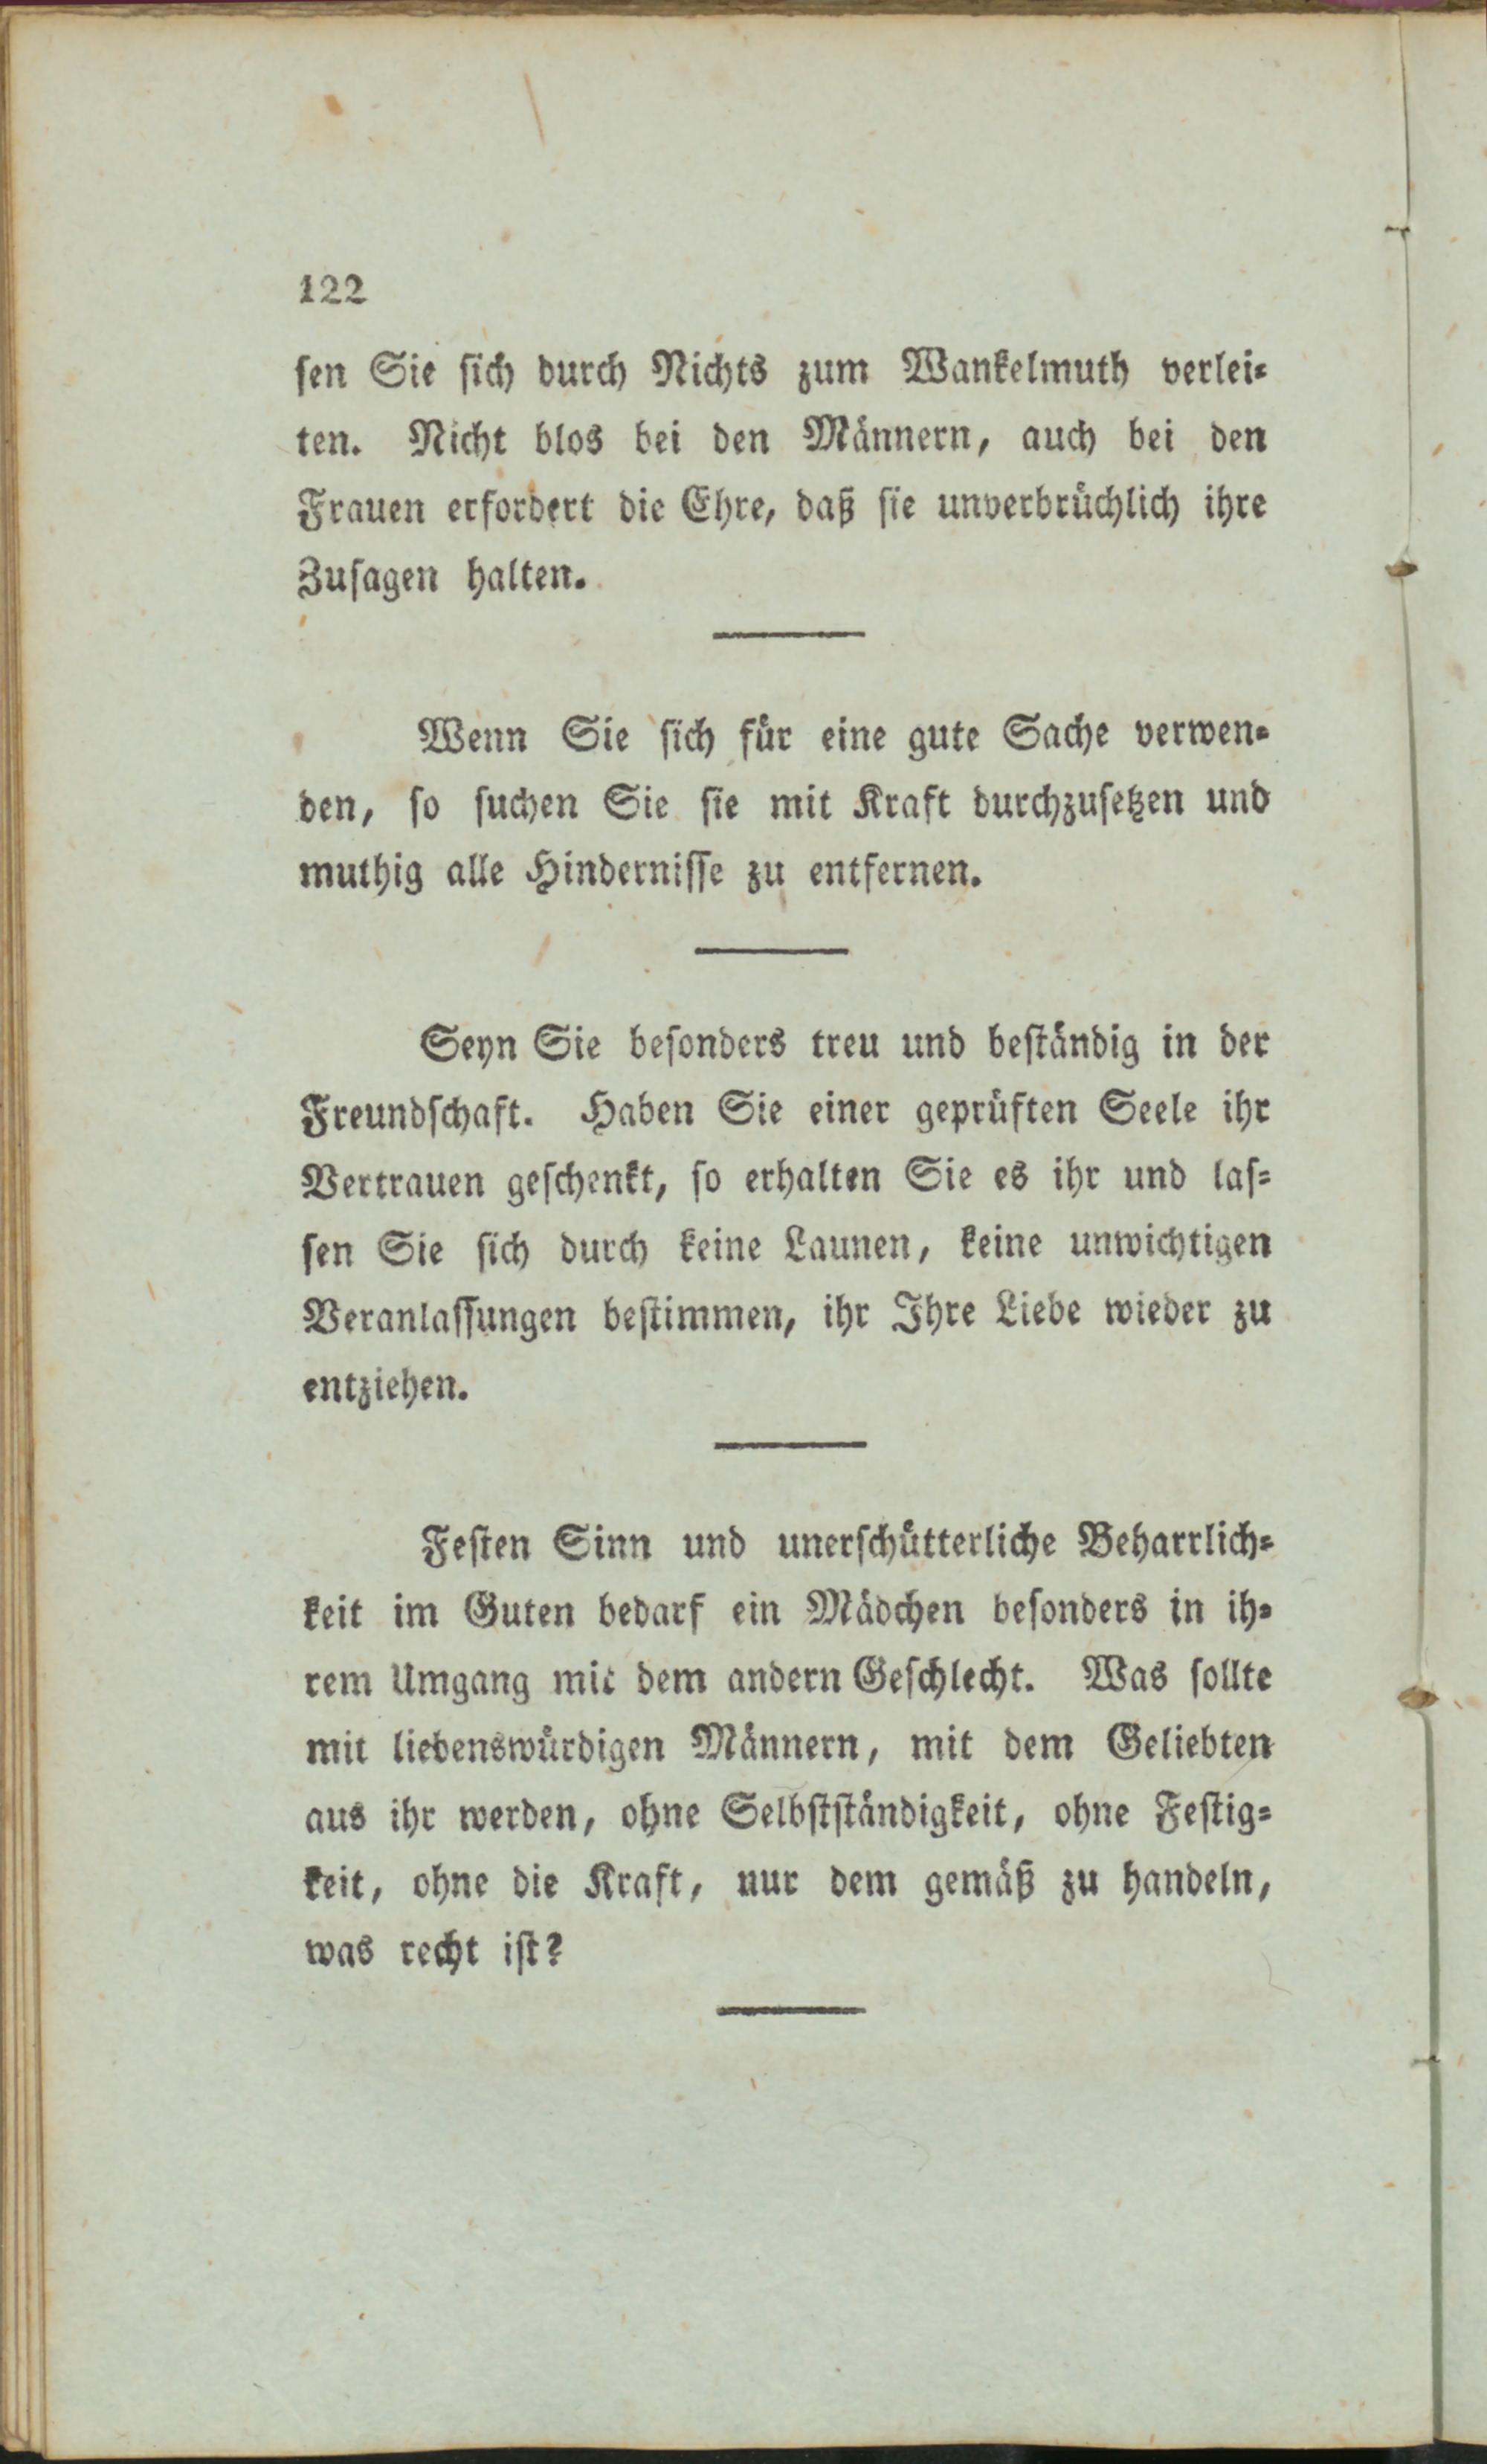 122
ſen Sie ſich durch Nichts zum Wankelmuth verlei⸗
ten. Nicht blos bei den Männern, auch bei den
Frauen erfordert die Ehre, daß ſie unverbrüchlich ihre
Zuſagen halten.
Wenn Sie ſich für eine gute Sache verwen⸗
den, ſo ſuchen Sie ſie mit Kraft durchzuſetzen und
muthig alle Hinderniſſe zu entfernen.
Seyn Sie beſonders treu und beſtändig in der
Freundſchaft. Haben Sie einer geprüften Seele ihr
Vertrauen geſchenkt, ſo erhalten Sie es ihr und laſ⸗
ſen Sie ſich durch keine Launen, keine unwichtigen
Veranlaſſungen beſtimmen, ihr Ihre Liebe wieder zu
entziehen.
Feſten Sinn und unerſchütterliche Beharrlich⸗
keit im Guten bedarf ein Mädchen beſonders in ih⸗
rem Umgang mit dem andern Geſchlecht. Was ſollte
mit liebenswürdigen Männern, mit dem Geliebten
aus ihr werden, ohne Selbſtſtändigkeit, ohne Feſtig⸗
keit, ohne die Kraft, nur dem gemäß zu handeln,
was recht iſt?